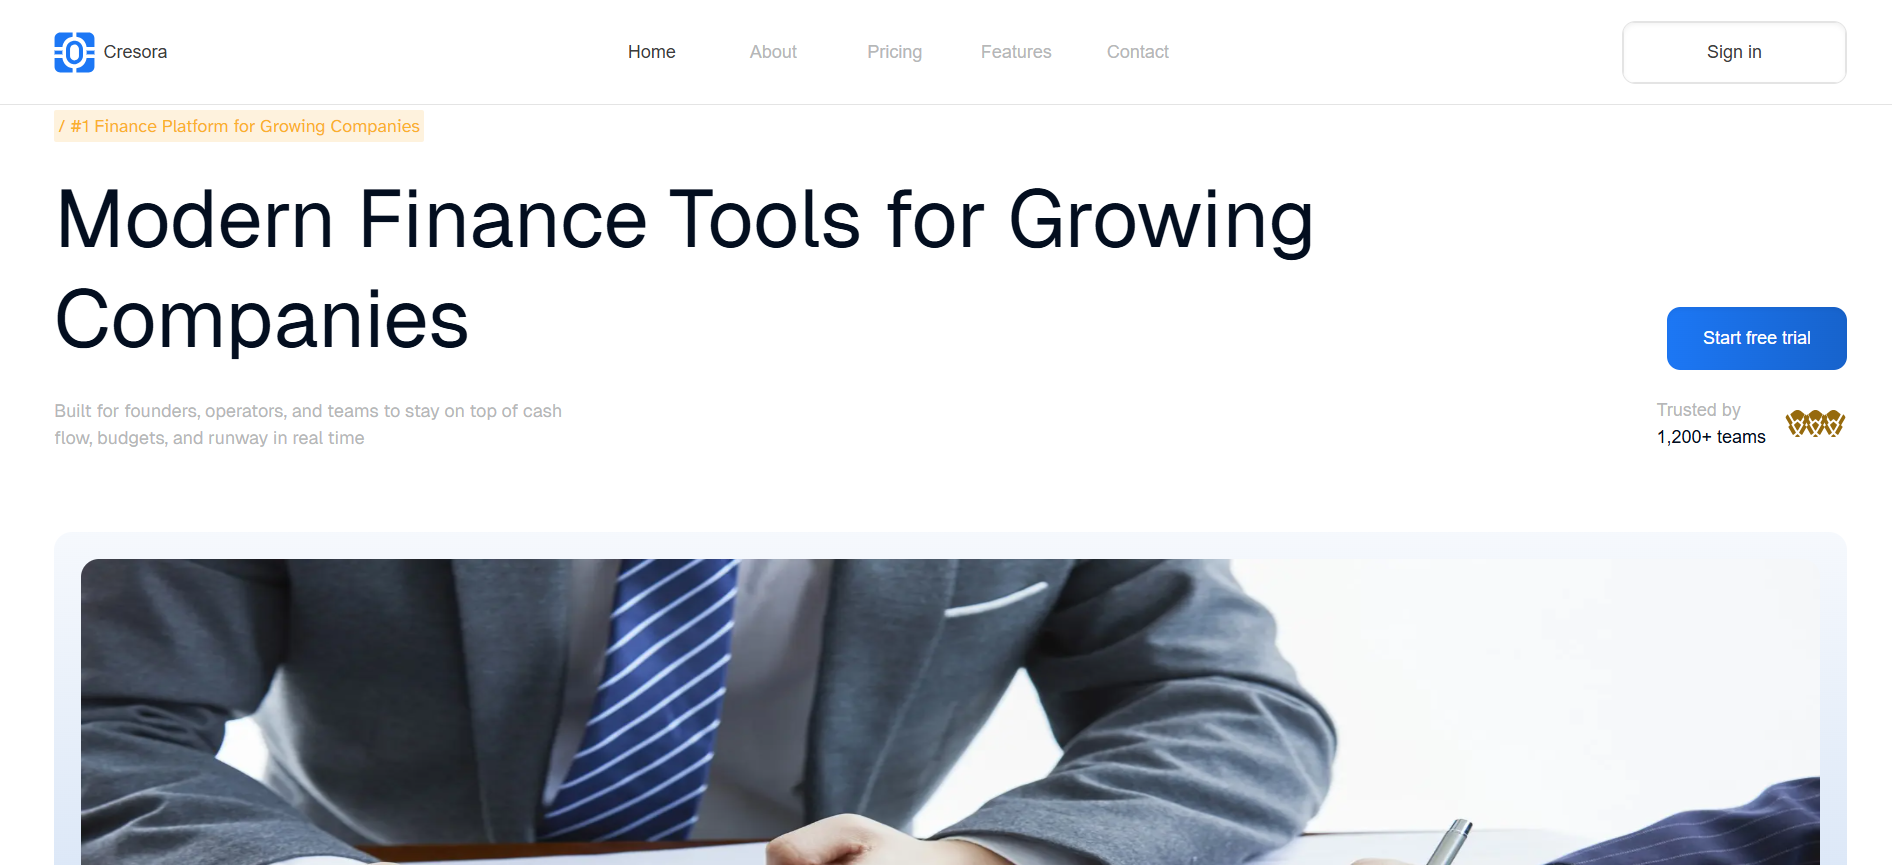 Cresora
Home
About
Pricing
Features
Contact
Sign in
/ #1 Finance Platform for Growing Companies
Modern Finance Tools for Growing
Companies
Start free trial
Built for founders, operators, and teams to stay on top of cash
flow, budgets, and runway in real time
Trusted by
1,200+ teams